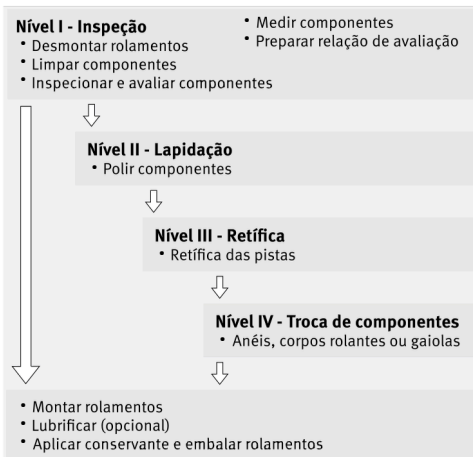 Nível I - Inspeção
• Desmontar rolamentos
• Limpar componentes
• Inspecionar e avaliar componentes
• Medir componentes
• Preparar relação de avaliação
Nível II - Lapidação
• Polir componentes
Nível III - Retífica
• Retífica das pistas
Nível IV - Troca de componentes
• Anéis, corpos rolantes ou gaiolas
• Montar rolamentos
• Lubrificar (opcional)
• Aplicar conservante e embalar rolamentos